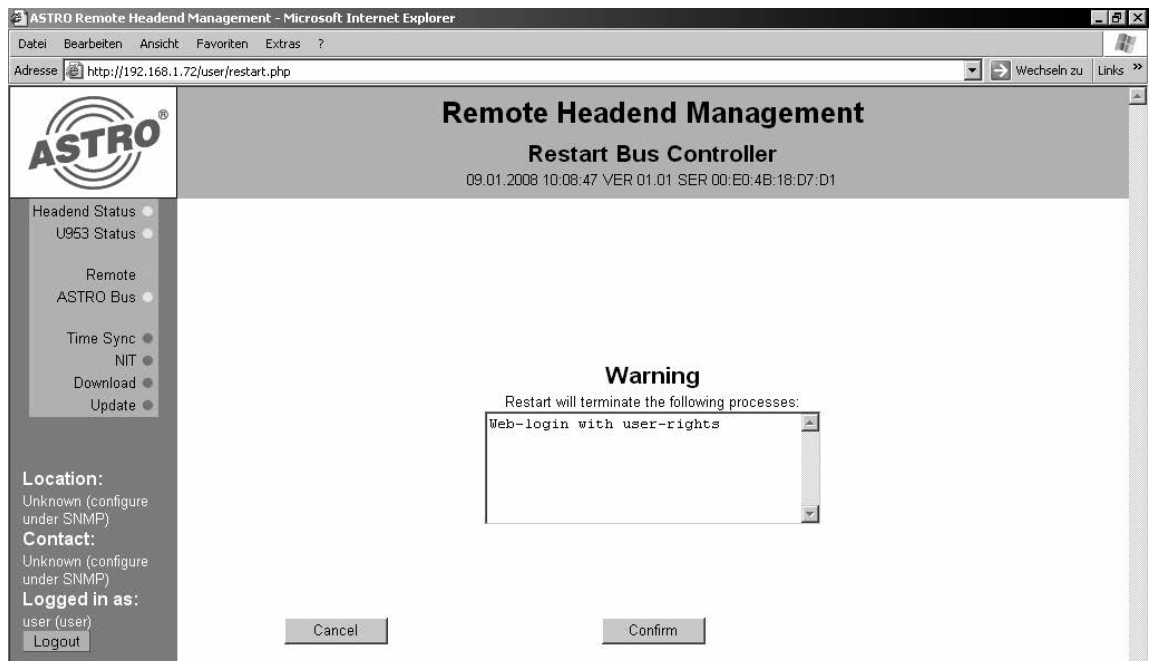 ASTRO Remote Headend Management - Microsoft Internet Explorer
Datei Bearbeiten Ansicht Favoriten Extras ?
Adresse http://192.168.1.72/user/restart.php Wechseln zu Links »
ASTRO ®
Remote Headend Management
Restart Bus Controller
09.01.2008 10:08:47 VER 01.01 SER 00:E0:4B:18:D7:D1
Headend Status
U953 Status
Remote
ASTRO Bus
Time Sync
NIT
Download
Update
Location:
Unknown (configure
under SNMP)
Contact:
Unknown (configure
under SNMP)
Logged in as:
user (user)
Logout
Warning
Restart will terminate the following processes:
Web-login with user-rights
Cancel Confirm